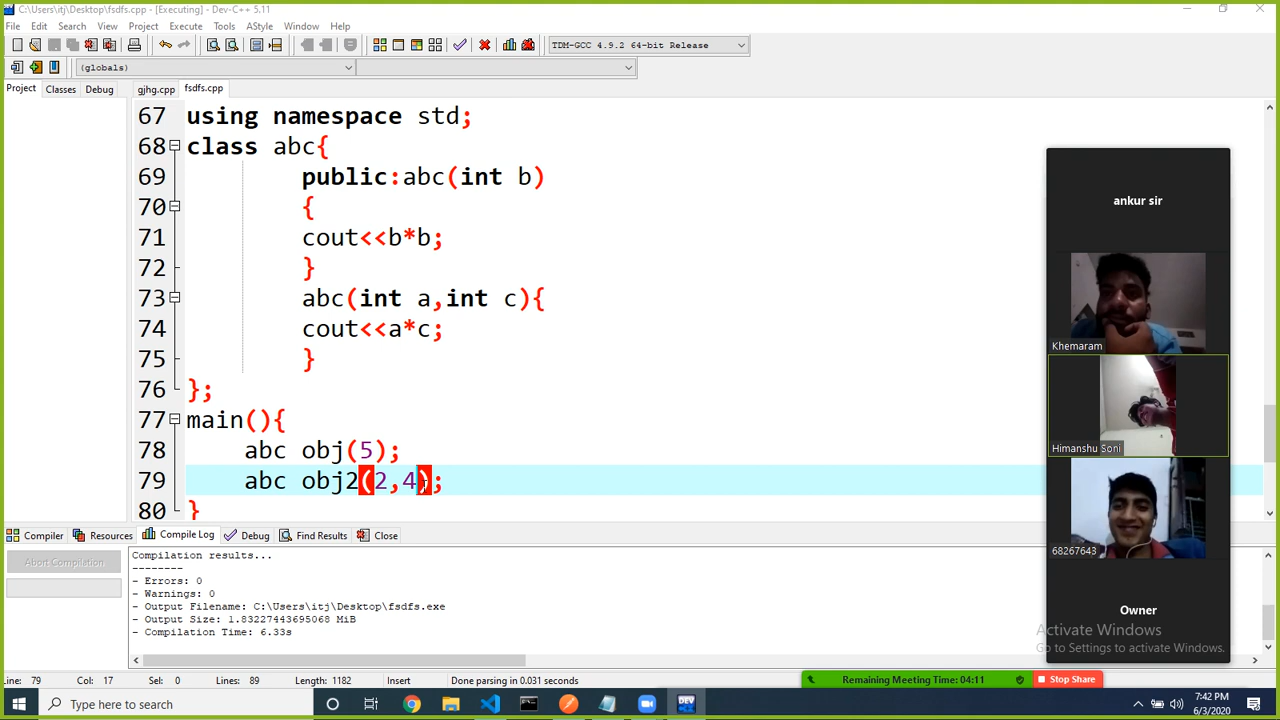 C:\Users\itj\Desktop\fsdfs.cpp - [Executing] - Dev-C++ 5.11
File Edit Search View Project Execute Tools AStyle Window Help
TDM-GCC 4.9.2 64-bit Release
(globals)
Project Classes Debug gjhg.cpp fsdfs.cpp
67 using namespace std;
68 class abc{
69 public:abc(int b)
70 {
71 cout<<b*b;
72 }
73 abc(int a,int c){
74 cout<<a*c;
75 }
76 };
77 main(){
78 abc obj(5);
79 abc obj2(2,4);
80 }
ankur sir
Khemaram
Himanshu Soni
68267643
Owner
Compiler Resources Compile Log Debug Find Results Close
Abort Compilation
Compilation results...
--------
- Errors: 0
- Warnings: 0
- Output Filename: C:\Users\itj\Desktop\fsdfs.exe
- Output Size: 1.83227443695068 MiB
- Compilation Time: 6.33s
Activate Windows
Go to Settings to activate Windows.
Line: 79 Col: 17 Sel: 0 Lines: 89 Length: 1182 Insert Done parsing in 0.031 seconds
Remaining Meeting Time: 04:11 Stop Share
Type here to search
DEV
7:42 PM
6/3/2020